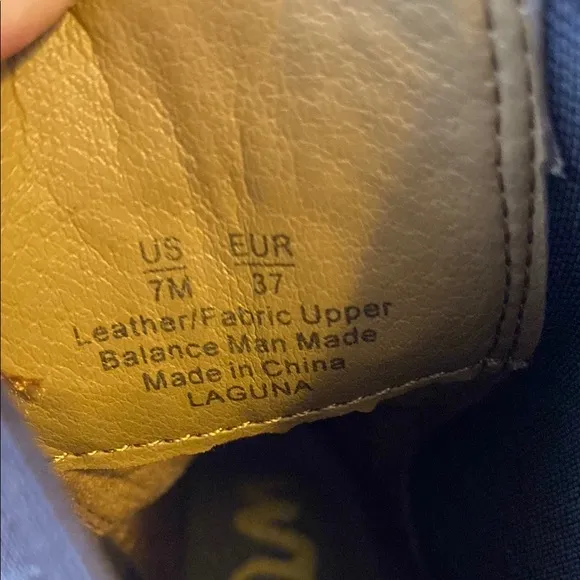 US EUR
7M 37
Leather/Fabric Upper
Balance Man Made
Made in China
LAGUNA